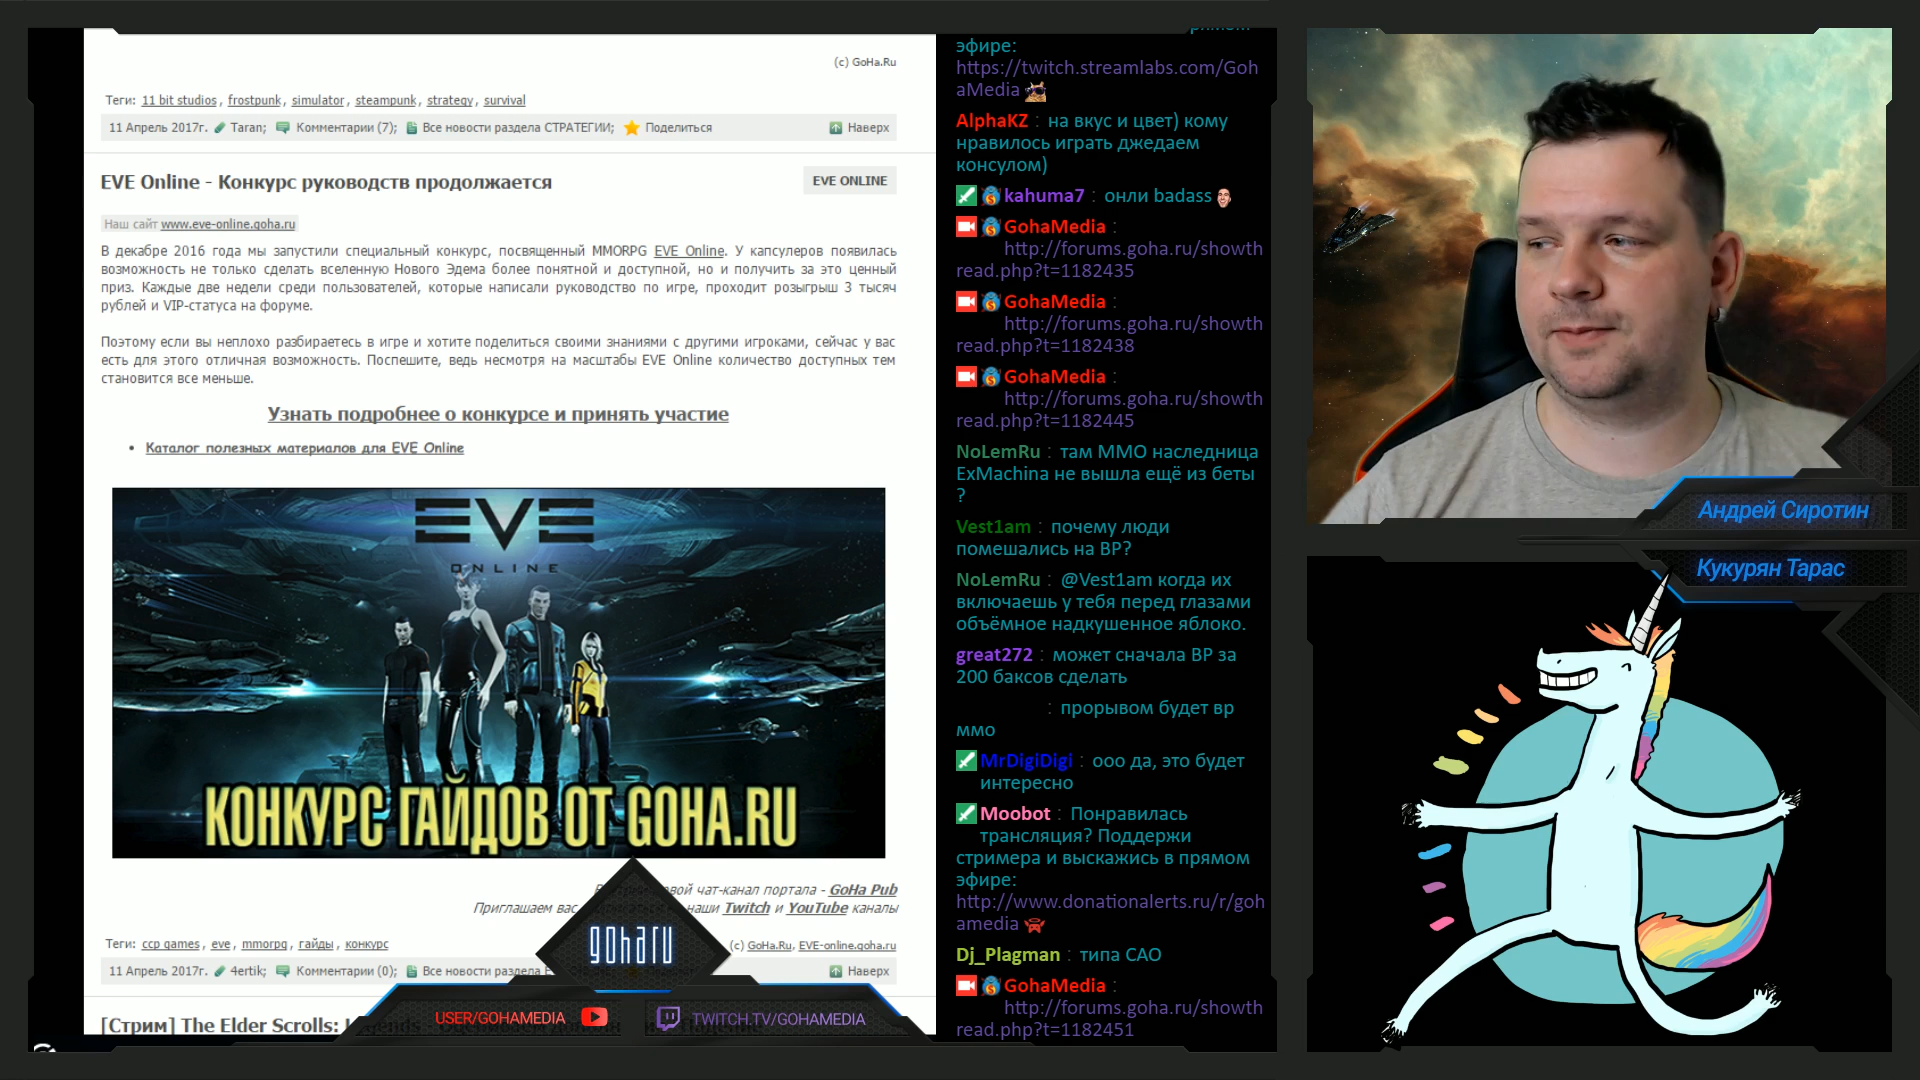 (c) GoHa.Ru
Теги: 11 bit studios, frostpunk, simulator, steampunk, strategy, survival
11 Апрель 2017г. Taran; Комментарии (7); Все новости раздела СТРАТЕГИИ; Поделиться Наверх
EVE Online - Конкурс руководств продолжается
EVE ONLINE
Наш сайт www.eve-online.goha.ru
В декабре 2016 года мы запустили специальный конкурс, посвященный MMORPG EVE Online. У капсулеров появилась
возможность не только сделать вселенную Нового Эдема более понятной и доступной, но и получить за это ценный
приз. Каждые две недели среди пользователей, которые написали руководство по игре, проходит розыгрыш 3 тысяч
рублей и VIP-статуса на форуме.
Поэтому если вы неплохо разбираетесь в игре и хотите поделиться своими знаниями с другими игроками, сейчас у вас
есть для этого отличная возможность. Поспешите, ведь несмотря на масштабы EVE Online количество доступных тем
становится все меньше.
Узнать подробнее о конкурсе и принять участие
• Каталог полезных материалов для EVE Online
EVE
ONLINE
КОНКУРС ГАЙДОВ ОТ GOHA.RU
чат-канал портала - GoHa Pub
Приглашаем вас наши Twitch и YouTube каналы
(c) GoHa.Ru, EVE-online.goha.ru
Теги: ccp games, eve, mmorpg, гайды, конкурс
11 Апрель 2017г. 4ertik; Комментарии (0); Все новости раздела Наверх
[Стрим] The Elder Scrolls:
goharu
USER/GOHAMEDIA
TWITCH.TV/GOHAMEDIA
эфире:
https://twitch.streamlabs.com/Goh
aMedia
AlphaKZ : на вкус и цвет) кому
нравилось играть джедаем
консулом)
kahuma7 : онли badass
GohaMedia :
http://forums.goha.ru/showth
read.php?t=1182435
GohaMedia :
http://forums.goha.ru/showth
read.php?t=1182438
GohaMedia :
http://forums.goha.ru/showth
read.php?t=1182445
NoLemRu : там ММО наследница
ExMachina не вышла ещё из беты
?
Vest1am : почему люди
помешались на ВР?
NoLemRu : @Vest1am когда их
включаешь у тебя перед глазами
объёмное надкушенное яблоко.
great272 : может сначала ВР за
200 баксов сделать
: прорывом будет вр
ммо
MrDigiDigi : ооо да, это будет
интересно
Moobot : Понравилась
трансляция? Поддержи
стримера и выскажись в прямом
эфире:
http://www.donationalerts.ru/r/goh
amedia
Dj_Plagman : типа САО
GohaMedia :
http://forums.goha.ru/showth
read.php?t=1182451
Андрей Сиротин
Кукурян Тарас